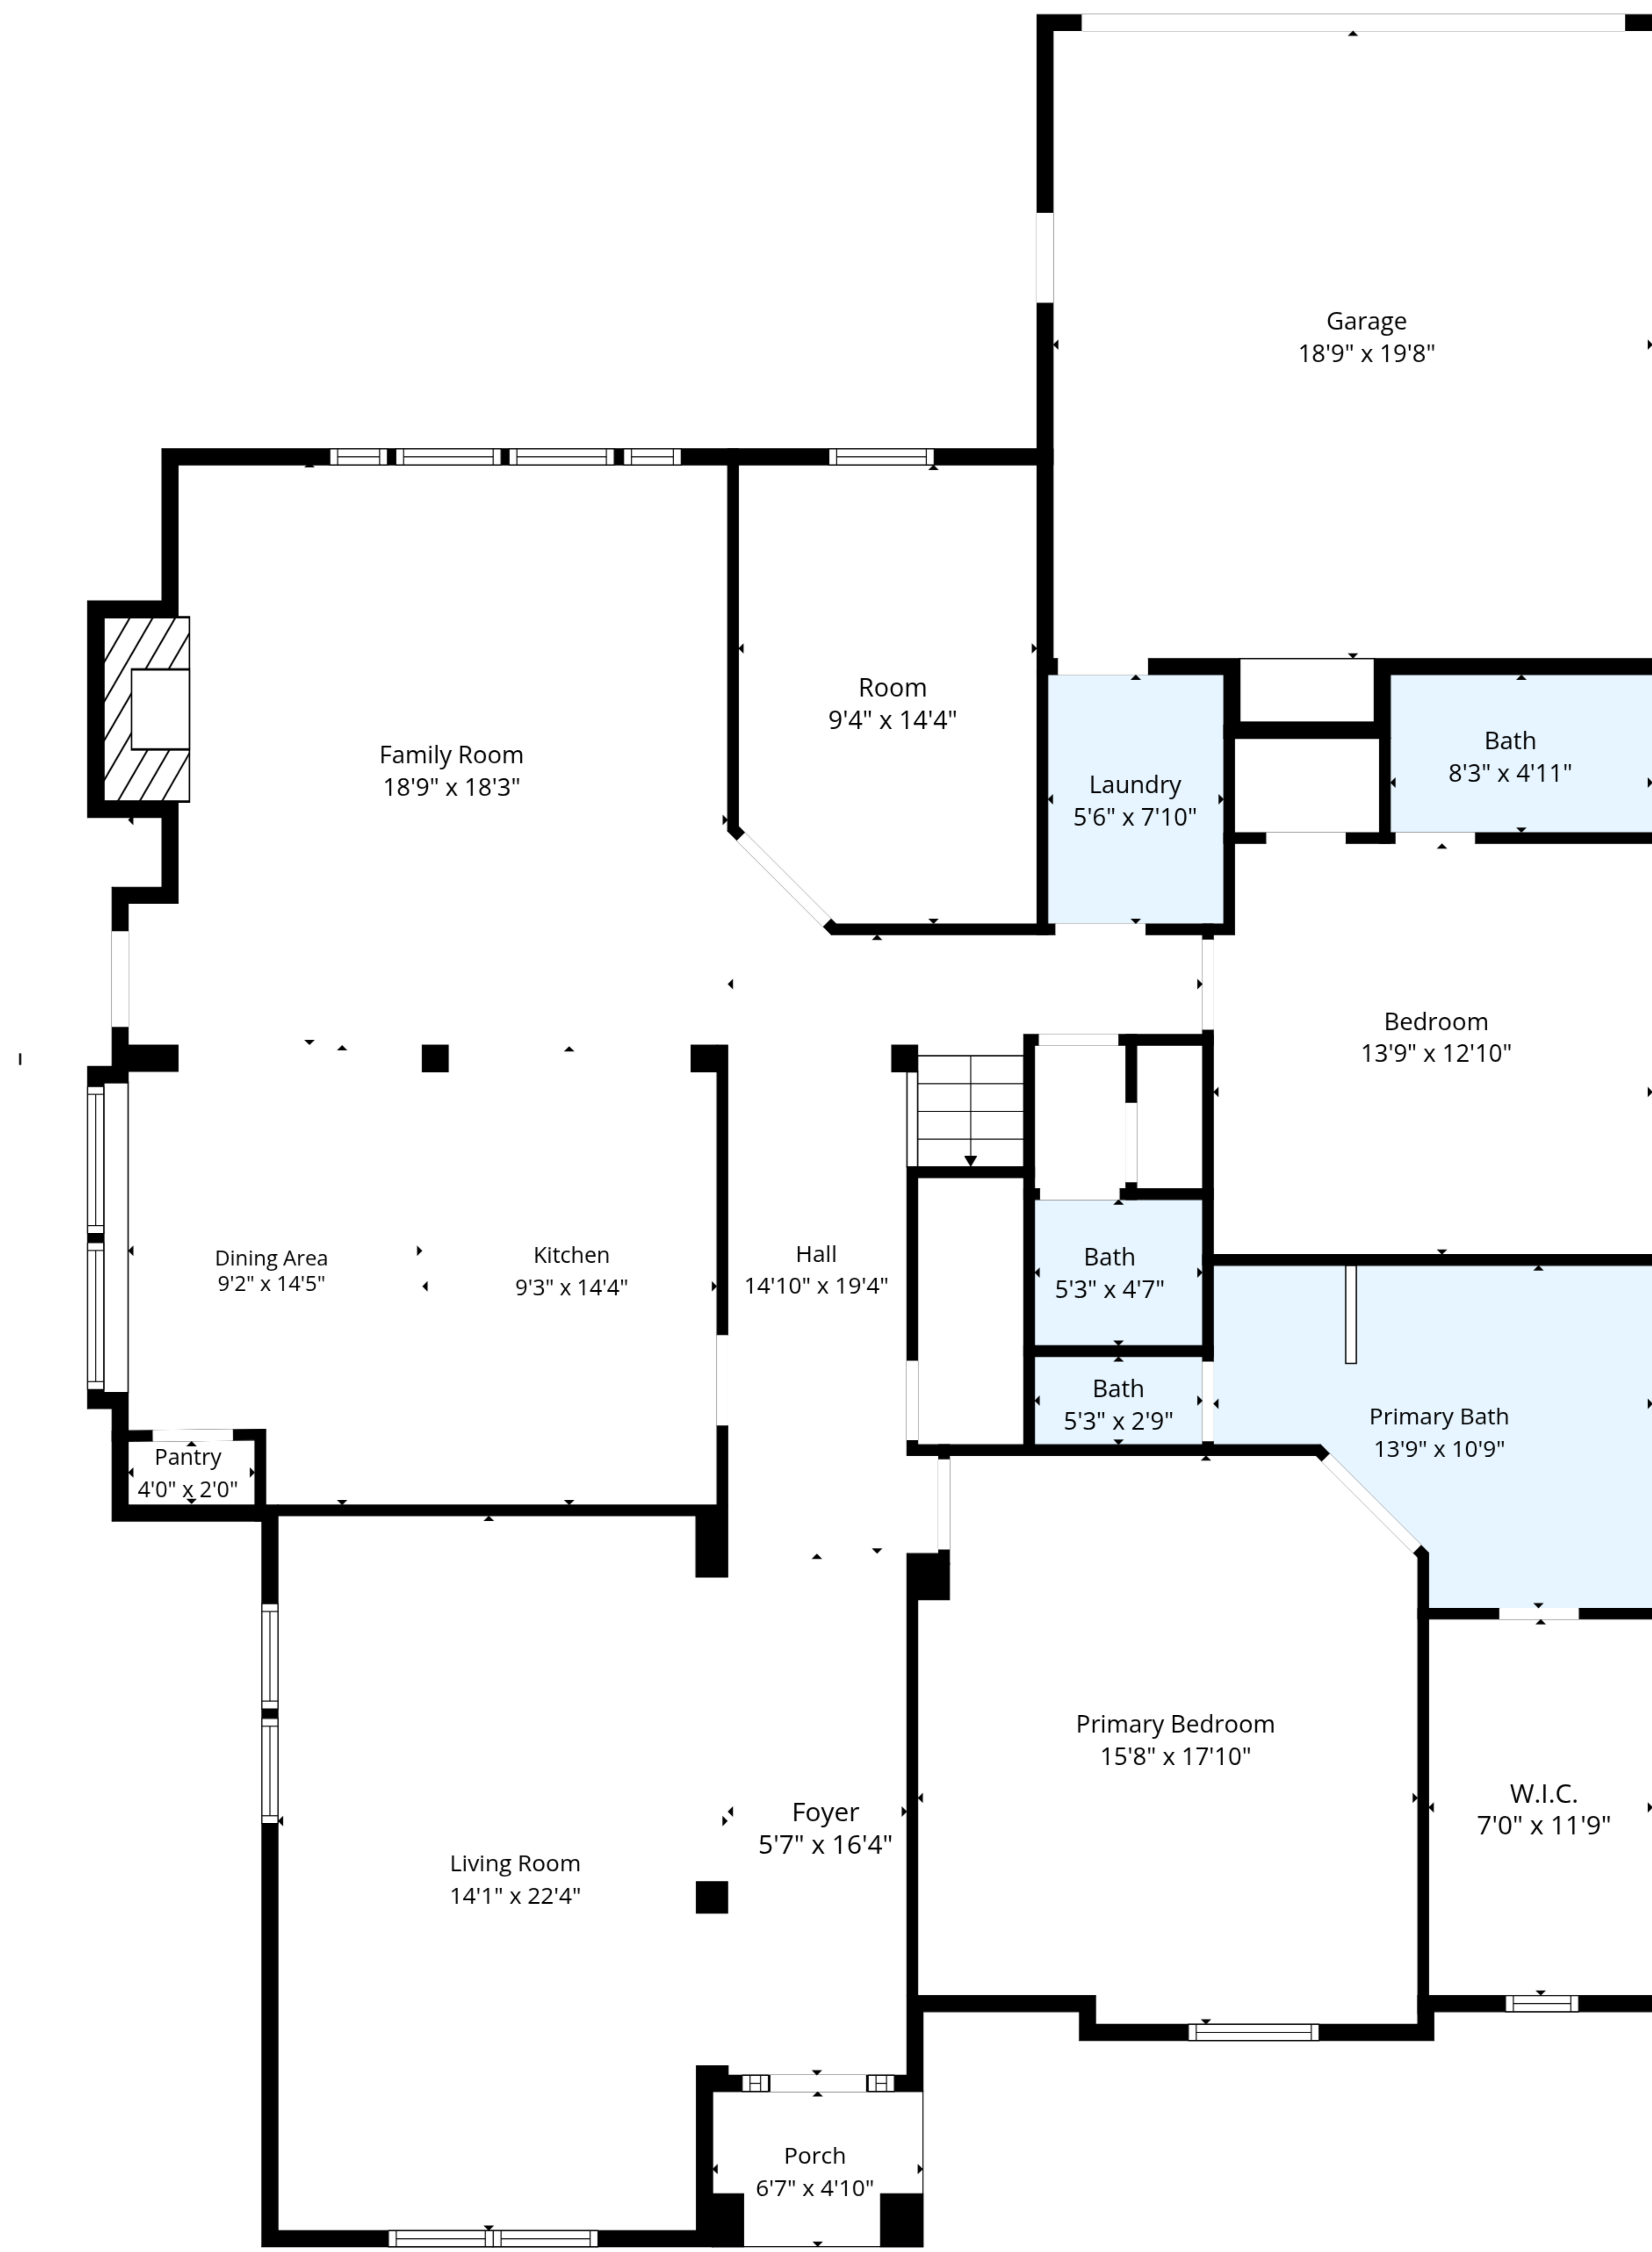 Garage
18'9" x 19'8"
Room
9'4" x 14'4"
Family Room
18'9" x 18'3"
Laundry
5'6" x 7'10"
Bath
8'3" x 4'11"
Bedroom
13'9" x 12'10"
Dining Area
9'2" x 14'5"
Kitchen
9'3" x 14'4"
Hall
14'10" x 19'4"
Bath
5'3" x 4'7"
Bath
5'3" x 2'9"
Primary Bath
13'9" x 10'9"
Pantry
4'0" x 2'0"
Primary Bedroom
15'8" x 17'10"
W.I.C.
7'0" x 11'9"
Foyer
5'7" x 16'4"
Living Room
14'1" x 22'4"
Porch
6'7" x 4'10"